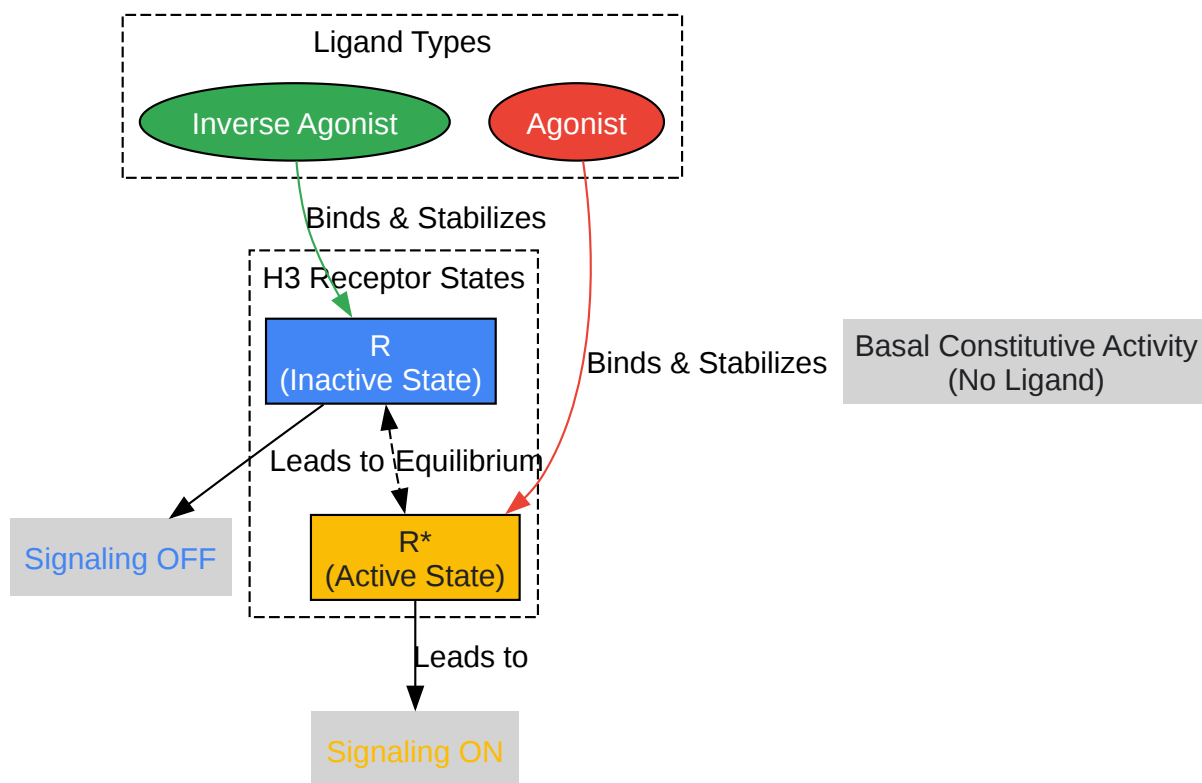 Ligand Types
Inverse Agonist
Agonist
Binds & Stabilizes
H3 Receptor States
R
(Inactive State)
Binds & Stabilizes
Basal Constitutive Activity
(No Ligand)
Leads to
Equilibrium
Signaling OFF
R*
(Active State)
Leads to
Signaling ON